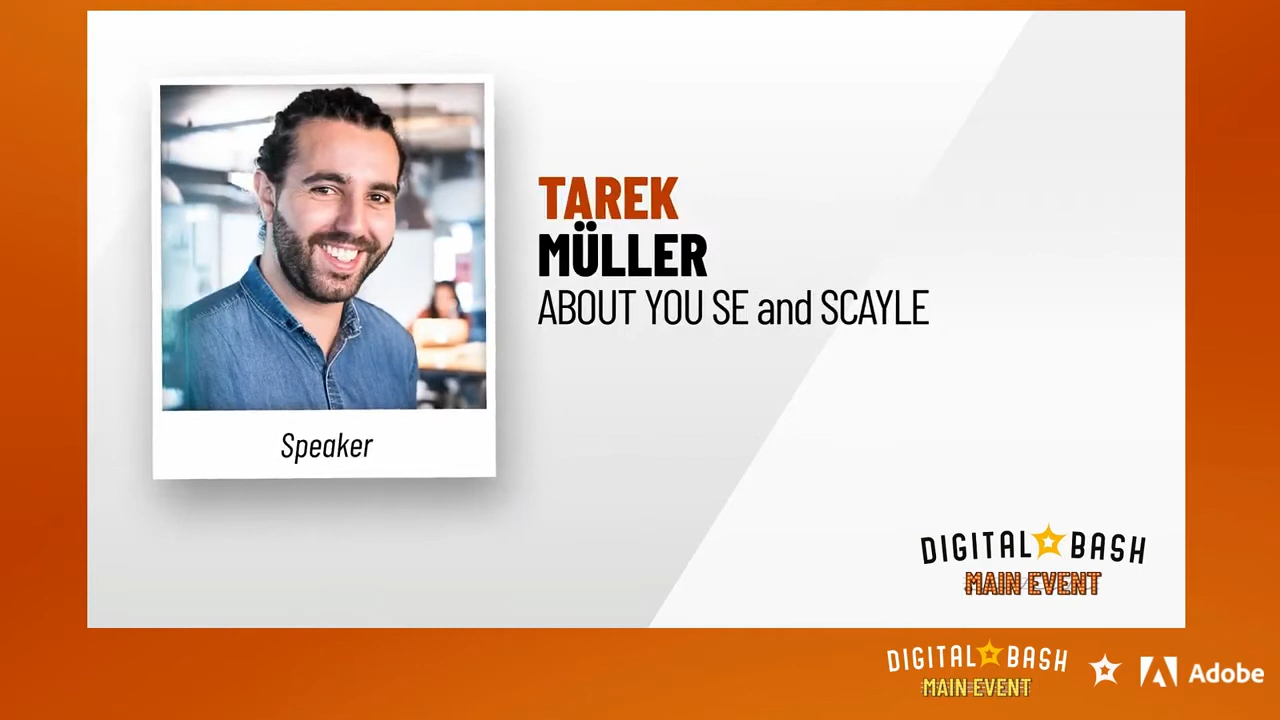 TAREK
MÜLLER
ABOUT YOU SE and SCAYLE
Speaker
DIGITAL BASH
MAIN EVENT
DIGITAL BASH
MAIN EVENT
Adobe